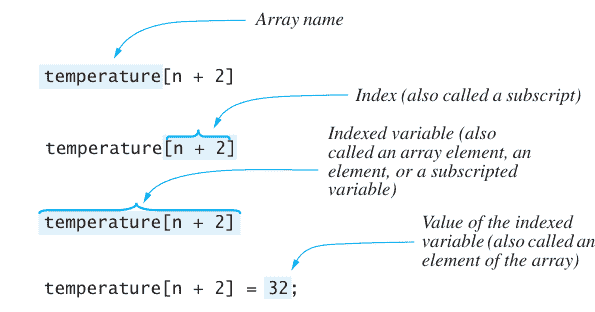 Array name
temperature[n + 2]
Index (also called a subscript)
temperature[n + 2]
Indexed variable (also
called an array element, an
element, or a subscripted
variable)
temperature[n + 2]
Value of the indexed
variable (also called an
element of the array)
temperature[n + 2] = 32;